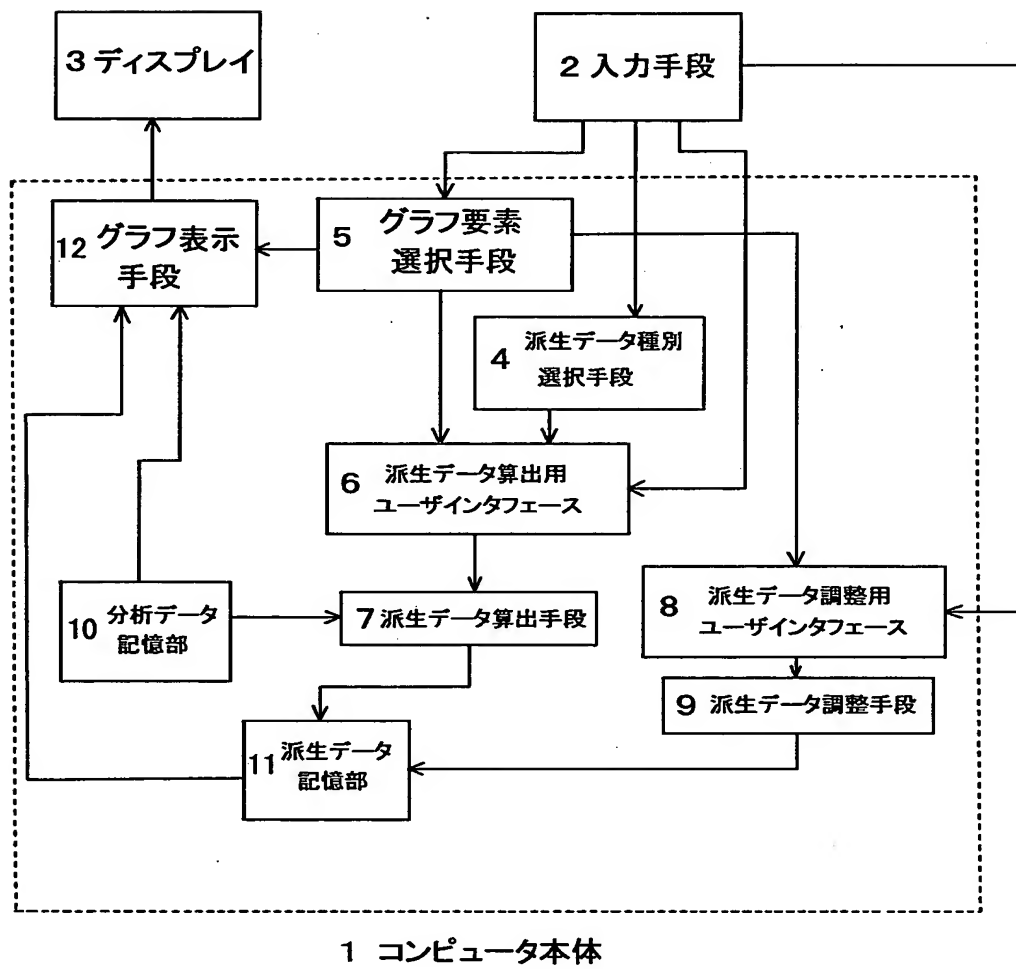 3 ディスプレイ
2 入力手段
12 グラフ表示
手段
5 グラフ要素
選択手段
4 派生データ種別
選択手段
6 派生データ算出用
ユーザインタフェース
10 分析データ
記憶部
7 派生データ算出手段
8 派生データ調整用
ユーザインタフェース
9 派生データ調整手段
11 派生データ
記憶部
1 コンピュータ本体